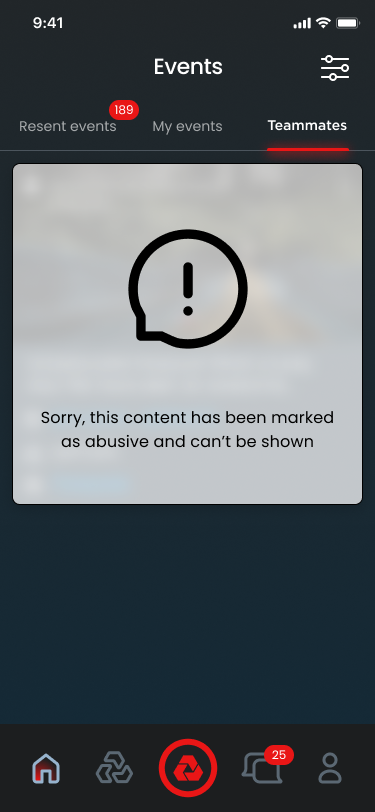 9:41
Events
189
Resent events
My events
Teammates
Sorry, this content has been marked
as abusive and can't be shown
25